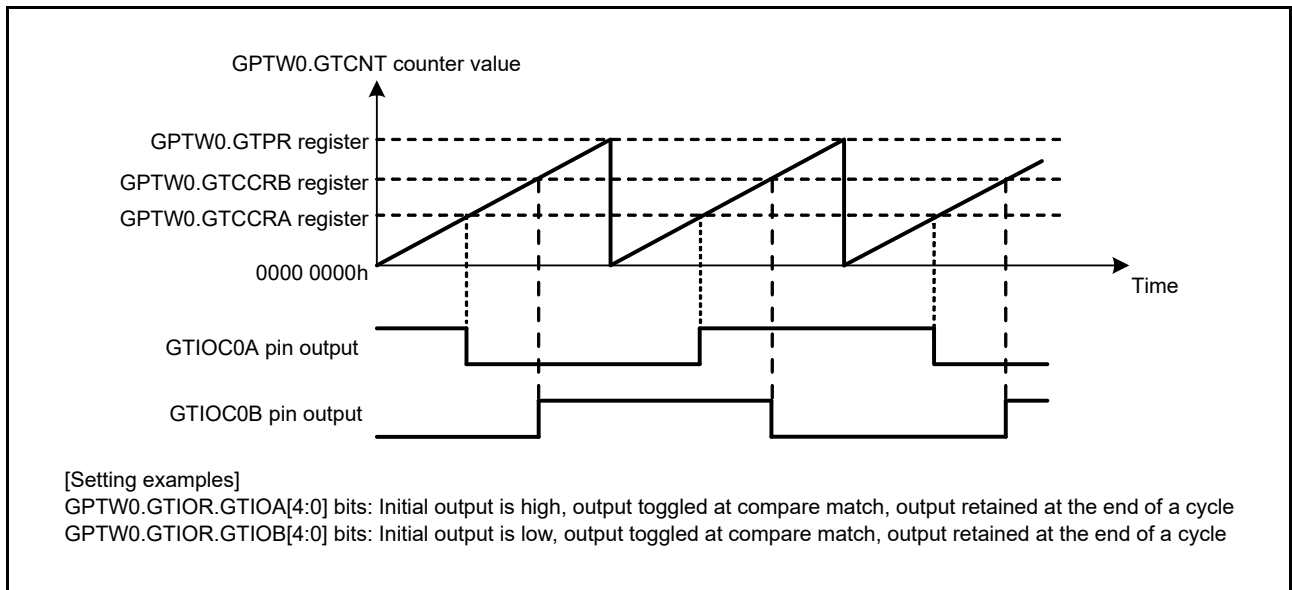 GPTW0.GTCNT counter value
GPTW0.GTPR register
GPTW0.GTCCRB register
GPTW0.GTCCRA register
0000 0000h
Time
GTIOC0A pin output
GTIOC0B pin output
[Setting examples]
GPTW0.GTIOR.GTIOA[4:0] bits: Initial output is high, output toggled at compare match, output retained at the end of a cycle
GPTW0.GTIOR.GTIOB[4:0] bits: Initial output is low, output toggled at compare match, output retained at the end of a cycle